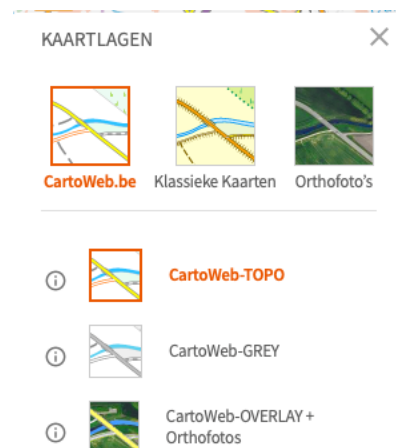 KAARTLAGEN
CartoWeb.be Klassieke Kaarten Orthofoto's
CartoWeb-TOPO
CartoWeb-GREY
CartoWeb-OVERLAY +
Orthofotos